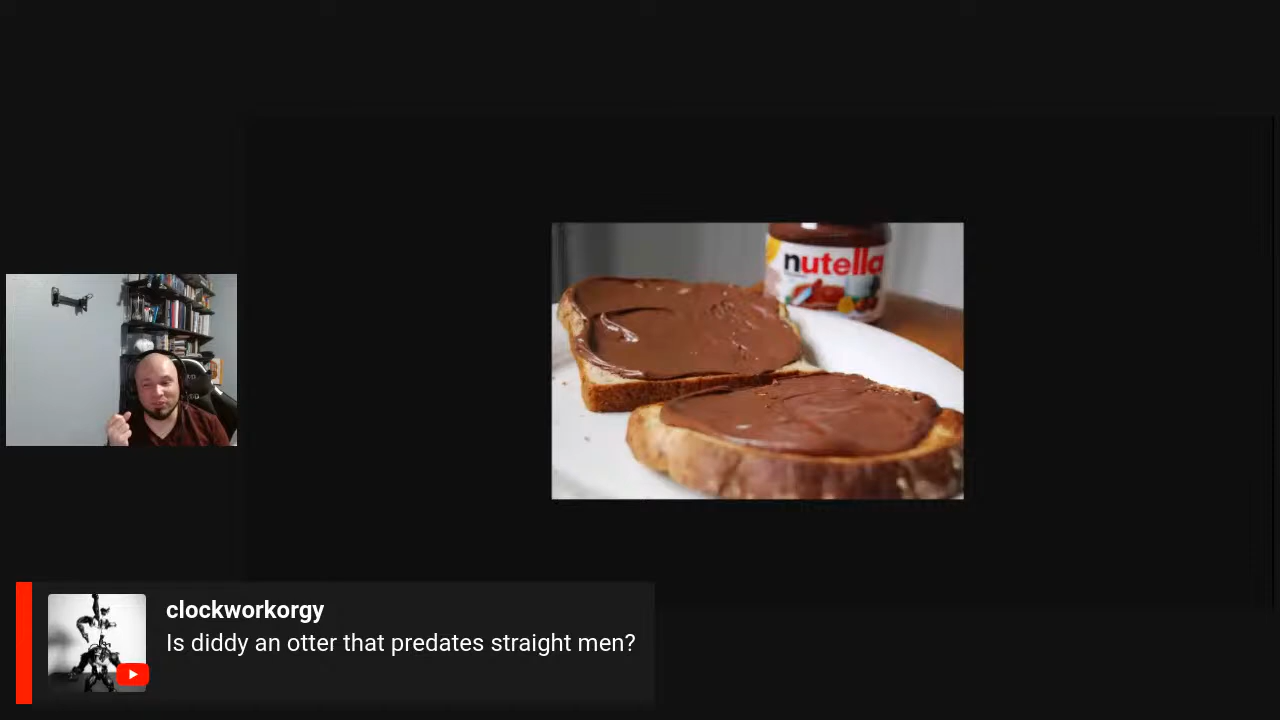 nutella
clockworkorgy
Is diddy an otter that predates straight men?